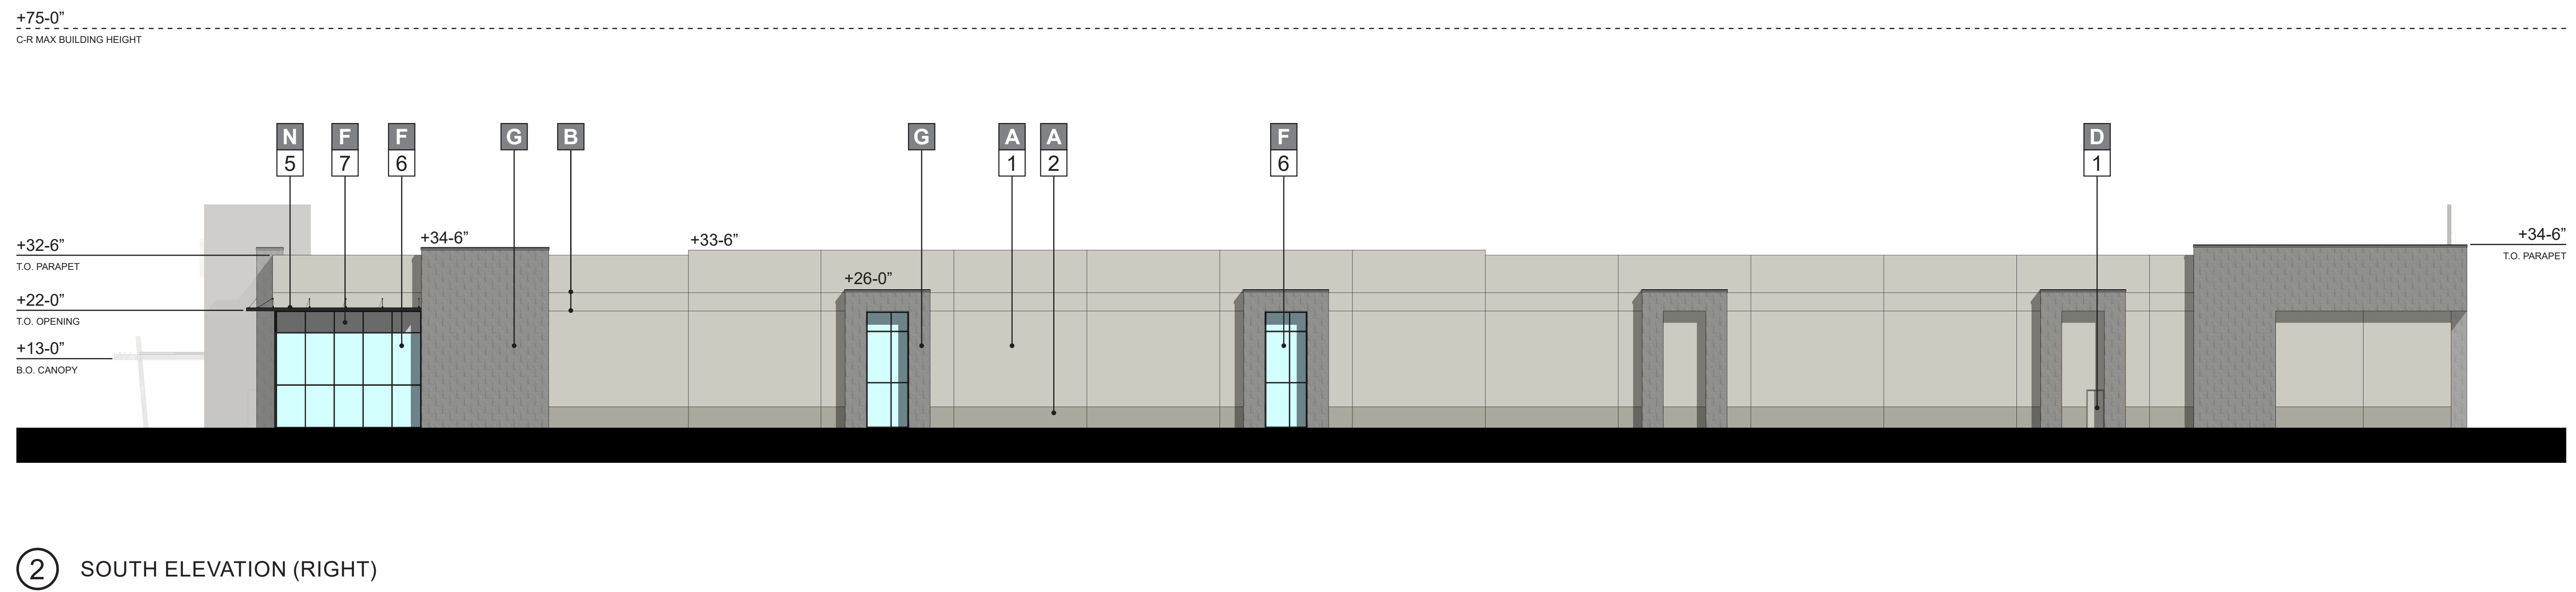 +75-0"
C-R MAX BUILDING HEIGHT
N F F G B G A A F D
5 7 6 1 2 6 1
+34-6"
+33-6"
+34-6"
T.O. PARAPET
+32-6"
T.O. PARAPET
+26-0"
+22-0"
T.O. OPENING
+13-0"
B.O. CANOPY
2 SOUTH ELEVATION (RIGHT)